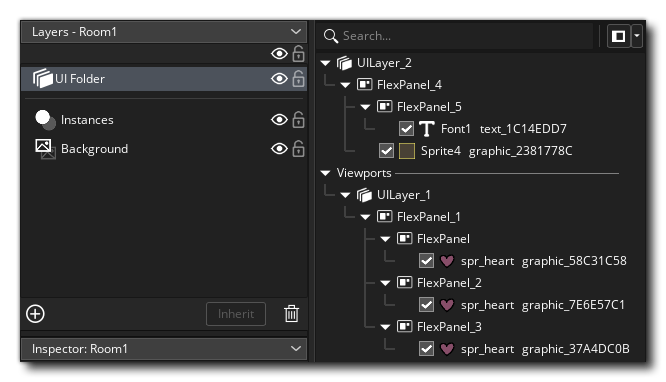 Layers - Room1
UI Folder
Instances
Background
Inherit
Inspector: Room1
Search...
UILayer_2
FlexPanel_4
FlexPanel_5
Font1 text_1C14EDD7
Sprite4 graphic_2381778C
Viewports
UILayer_1
FlexPanel_1
FlexPanel
spr_heart graphic_58C31C58
FlexPanel_2
spr_heart graphic_7E6E57C1
FlexPanel_3
spr_heart graphic_37A4DC0B